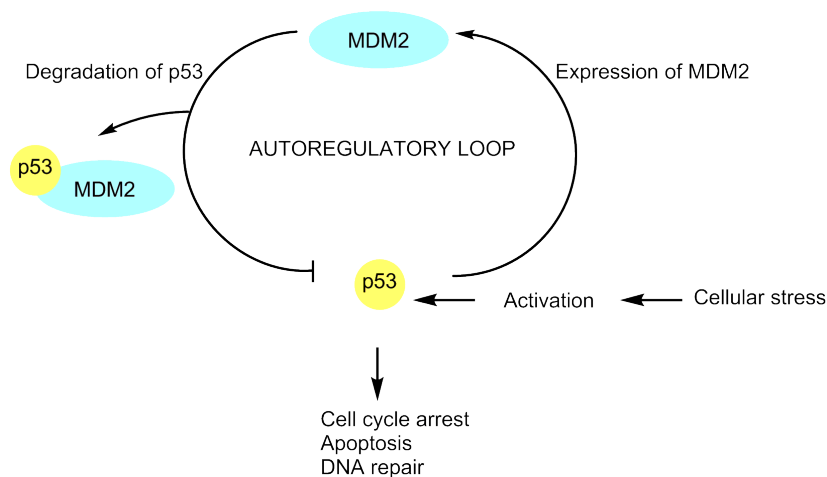 MDM2
Degradation of p53
Expression of MDM2
AUTOREGULATORY LOOP
p53
MDM2
p53
Activation
Cellular stress
Cell cycle arrest
Apoptosis
DNA repair